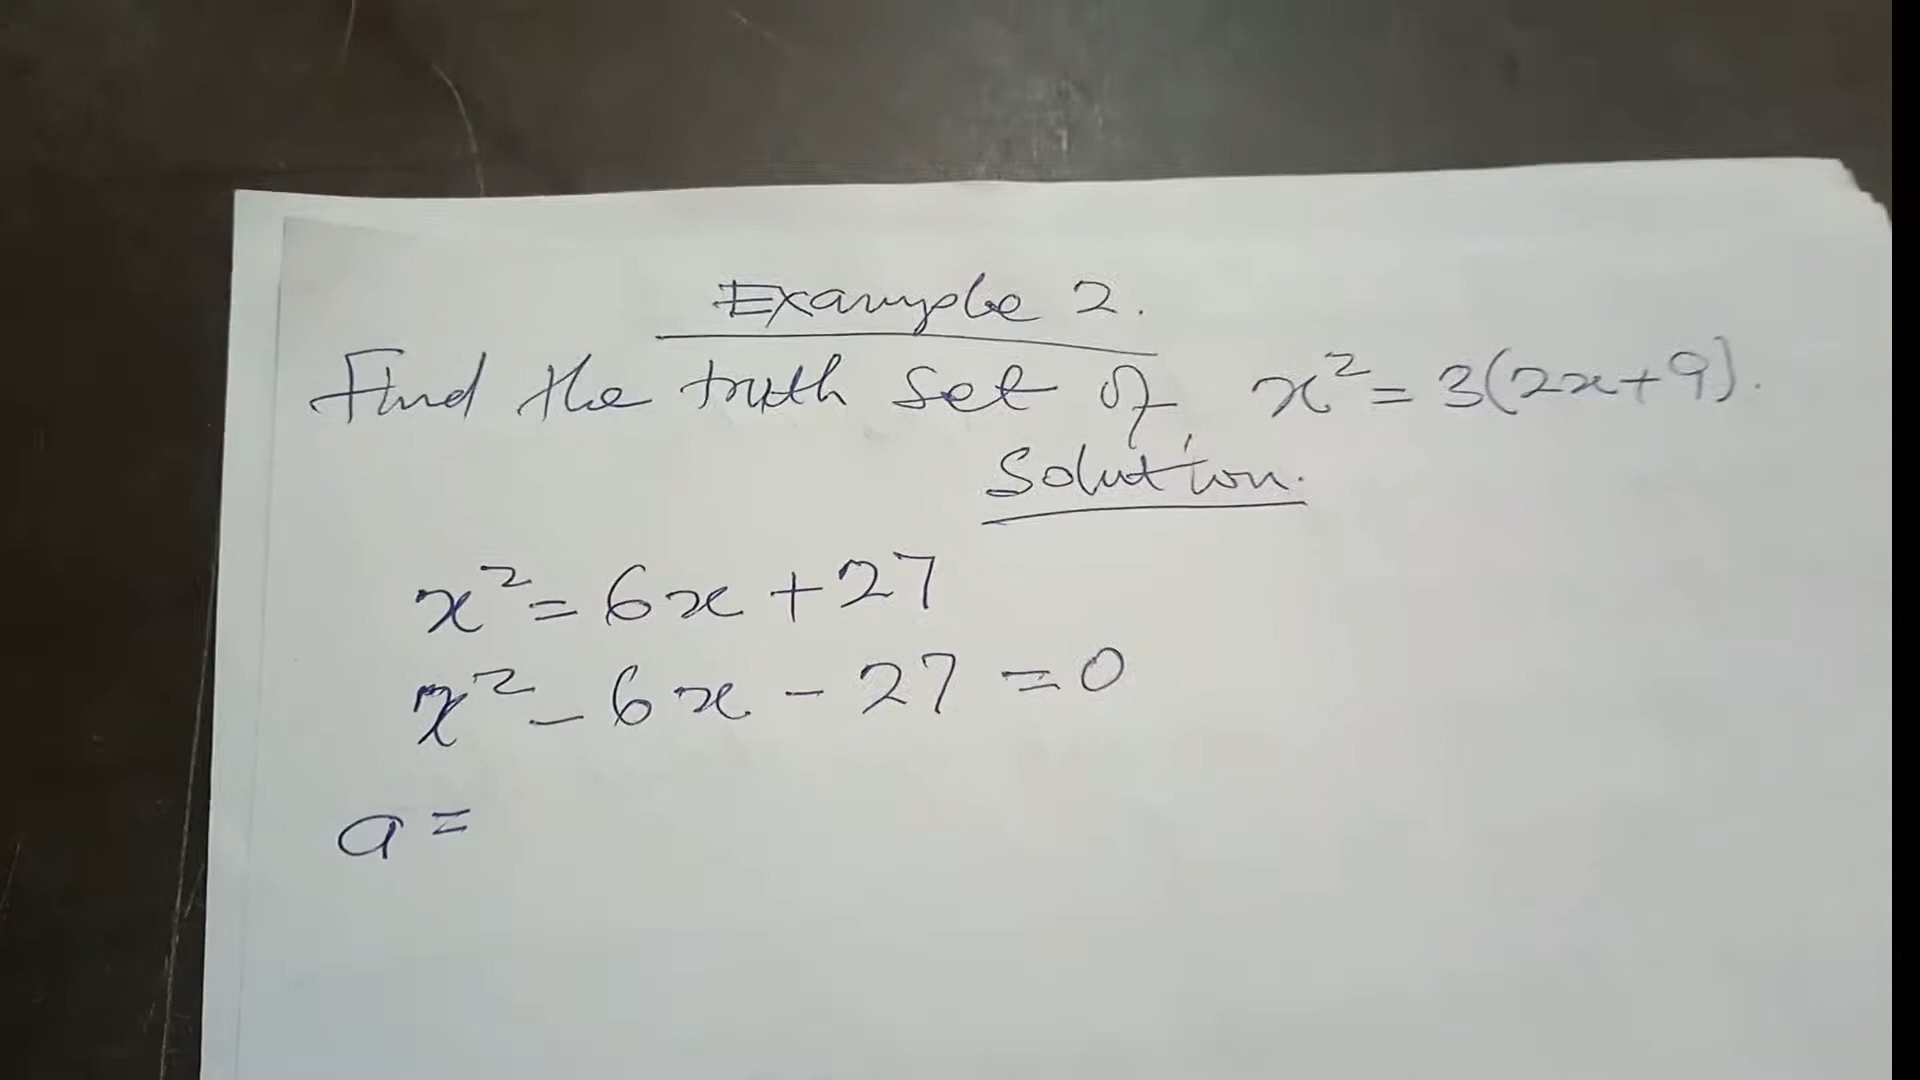 Example 2.
Find the truth set of, x² = 3(2x+9).
Solution.
x² = 6x + 27
x² - 6x - 27 = 0
a =